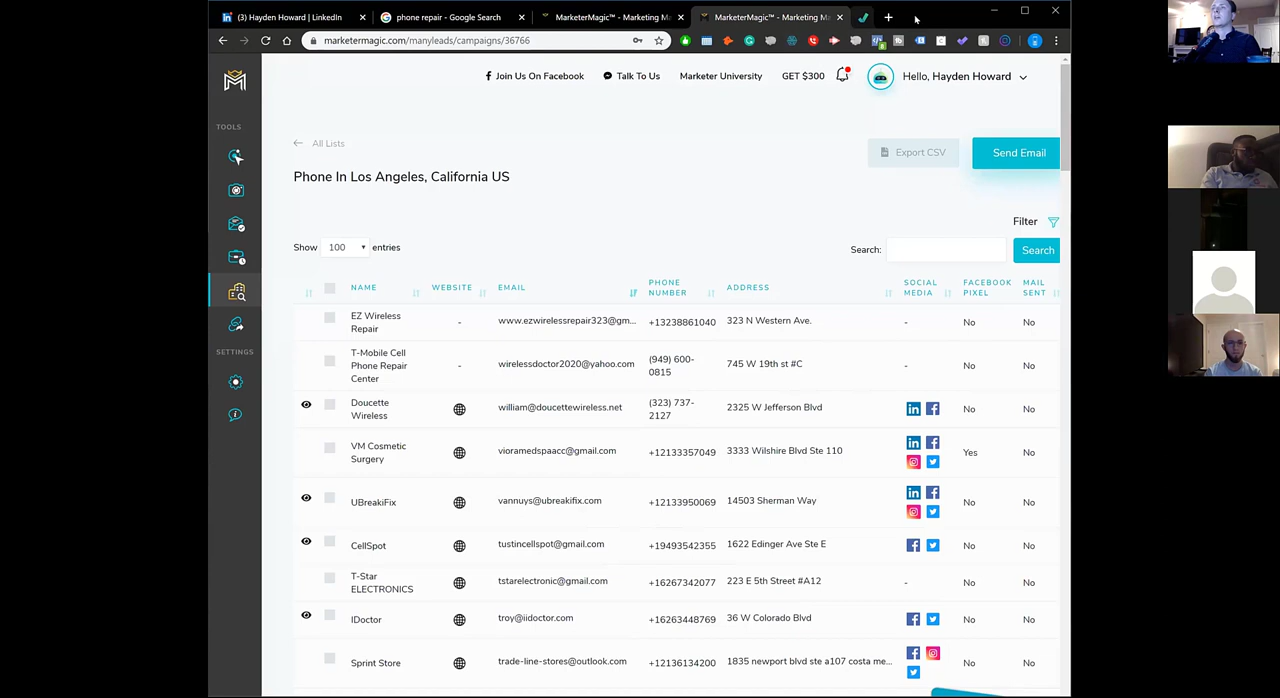 (3) Hayden Howard | LinkedIn
phone repair - Google Search
MarketerMagic™ - Marketing M
MarketerMagic™ - Marketing M
marketermagic.com/manyleads/campaigns/36766
Join Us On Facebook
Talk To Us
Marketer University
GET $300
Hello, Hayden Howard
TOOLS
SETTINGS
All Lists
Export CSV
Send Email
Phone In Los Angeles, California US
Filter
Show 100 entries
Search:
Search
NAME WEBSITE EMAIL PHONE NUMBER ADDRESS SOCIAL MEDIA FACEBOOK PIXEL MAIL SENT
EZ Wireless Repair - www.ezwirelessrepair323@gm... +13238861040 323 N Western Ave. - No No
T-Mobile Cell Phone Repair Center - wirelessdoctor2020@yahoo.com (949) 600-0815 745 W 19th st #C - No No
Doucette Wireless william@doucettewireless.net (323) 737-2127 2325 W Jefferson Blvd No No
VM Cosmetic Surgery vioramedspaacc@gmail.com +12133357049 3333 Wilshire Blvd Ste 110 Yes No
UBreakiFix vannuys@ubreakifix.com +12133950069 14503 Sherman Way No No
CellSpot tustincellspot@gmail.com +19493542355 1622 Edinger Ave Ste E No No
T-Star ELECTRONICS tstarelectronic@gmail.com +16267342077 223 E 5th Street #A12 - No No
IDoctor troy@iidoctor.com +16263448769 36 W Colorado Blvd No No
Sprint Store trade-line-stores@outlook.com +12136134200 1835 newport blvd ste a107 costa me... No No